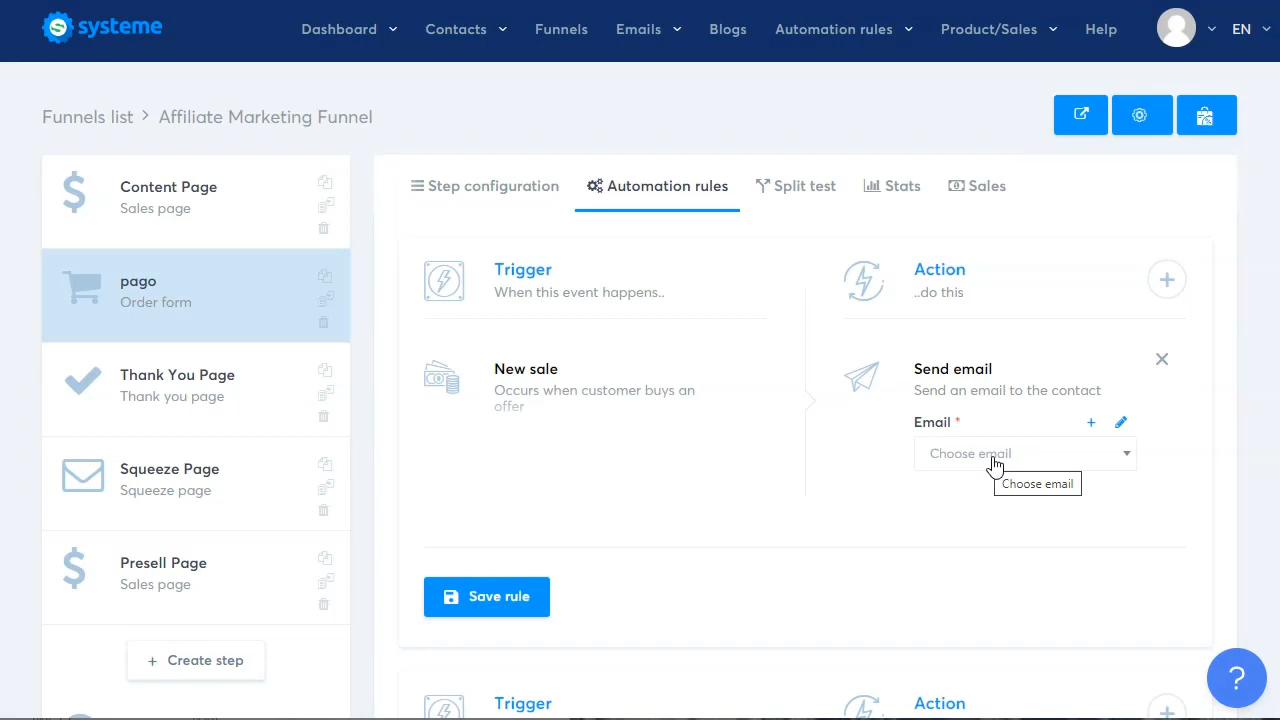 systeme
Dashboard Contacts Funnels Emails Blogs Automation rules Product/Sales Help EN
Funnels list > Affiliate Marketing Funnel
Content Page
Sales page
pago
Order form
Thank You Page
Thank you page
Squeeze Page
Squeeze page
Presell Page
Sales page
+ Create step
Step configuration Automation rules Split test Stats Sales
Trigger
When this event happens..
Action
..do this
New sale
Occurs when customer buys an
offer
Send email
Send an email to the contact
Email *
Choose email
Choose email
Save rule
Trigger
Action
?